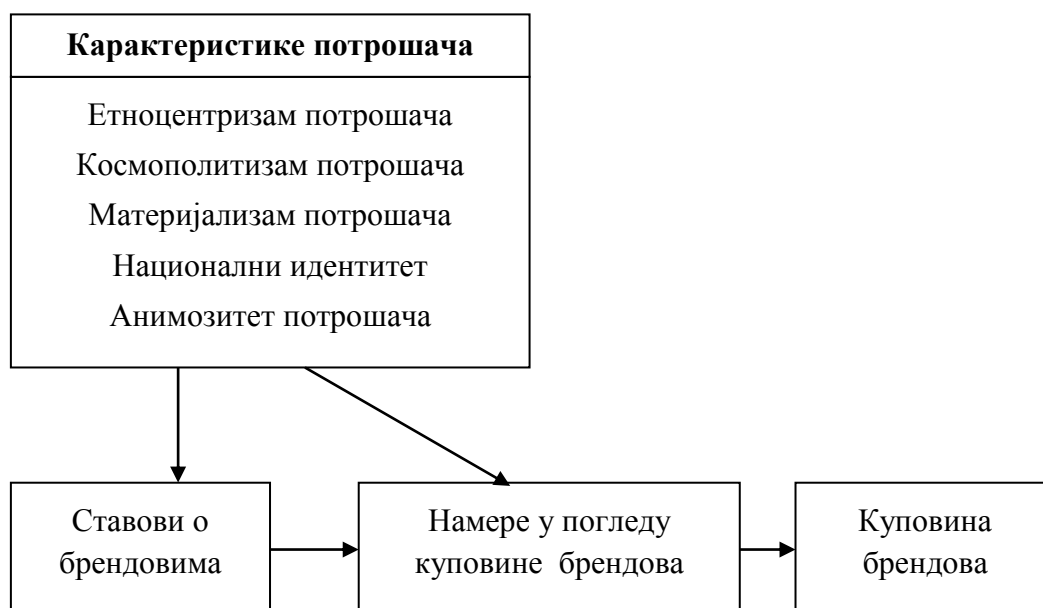 Карактеристике потрошача
Етноцентризам потрошача
Космополитизам потрошача
Материјализам потрошача
Национални идентитет
Анимозитет потрошача
Ставови о
брендовима
Намере у погледу
куповине брендова
Куповина
брендова